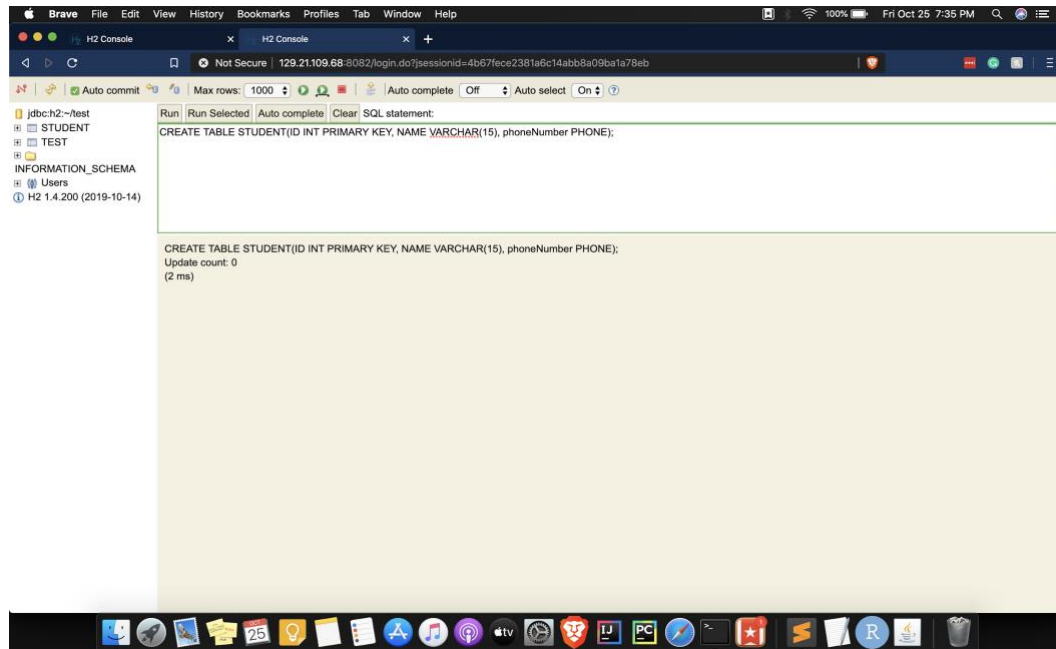 Brave File Edit View History Bookmarks Profiles Tab Window Help 100% Fri Oct 25 7:35 PM
H2 Console × H2 Console × +
Not Secure | 129.21.109.68:8082/login.do?jsessionid=4b67fece2381a6c14abb8a09ba1a78eb
Auto commit Max rows: 1000 Auto complete Off Auto select On ?
jdbc:h2:~/test
STUDENT
TEST
INFORMATION_SCHEMA
Users
H2 1.4.200 (2019-10-14)
Run Run Selected Auto complete Clear SQL statement:
CREATE TABLE STUDENT(ID INT PRIMARY KEY, NAME VARCHAR(15), phoneNumber PHONE);
CREATE TABLE STUDENT(ID INT PRIMARY KEY, NAME VARCHAR(15), phoneNumber PHONE);
Update count: 0
(2 ms)
OCT
25
tv
IJ
PC
R